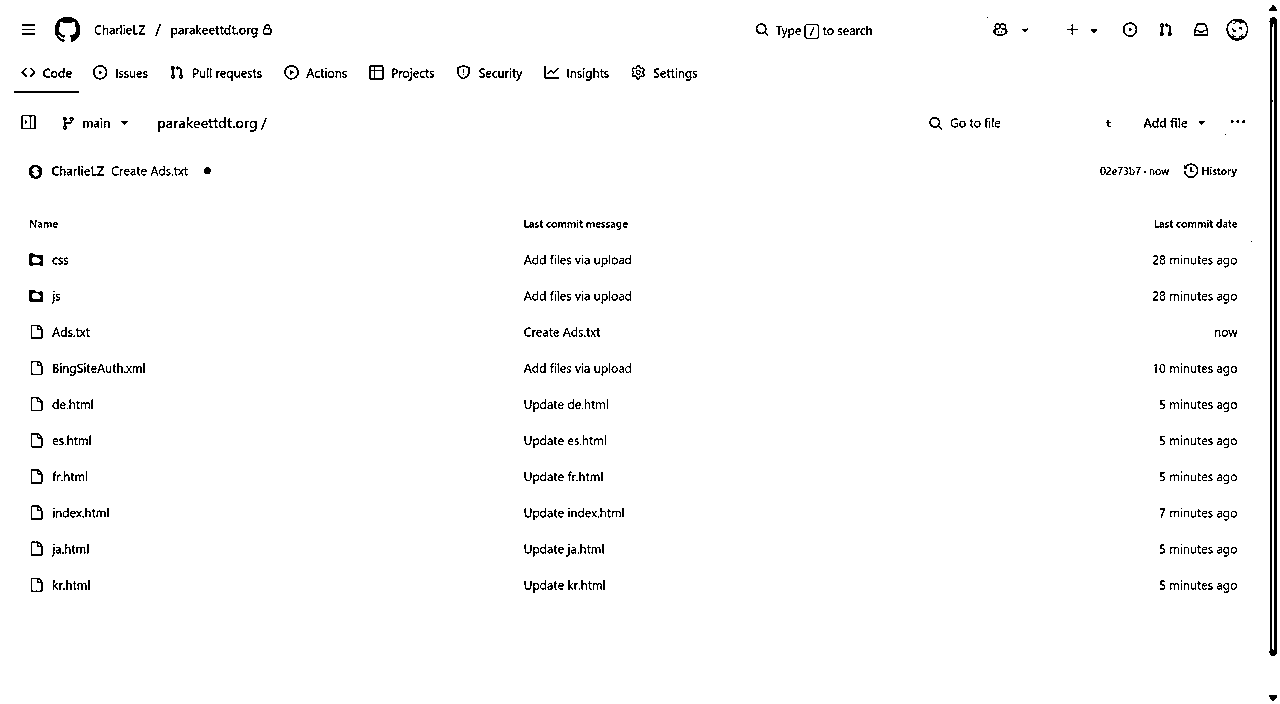 CharlieLZ / parakeettdt.org Type / to search
Code Issues Pull requests Actions Projects Security Insights Settings
main parakeettdt.org / Go to file t Add file
CharlieLZ Create Ads.txt 02e73b7 · now History
Name Last commit message Last commit date
css Add files via upload 28 minutes ago
js Add files via upload 28 minutes ago
Ads.txt Create Ads.txt now
BingSiteAuth.xml Add files via upload 10 minutes ago
de.html Update de.html 5 minutes ago
es.html Update es.html 5 minutes ago
fr.html Update fr.html 5 minutes ago
index.html Update index.html 7 minutes ago
ja.html Update ja.html 5 minutes ago
kr.html Update kr.html 5 minutes ago